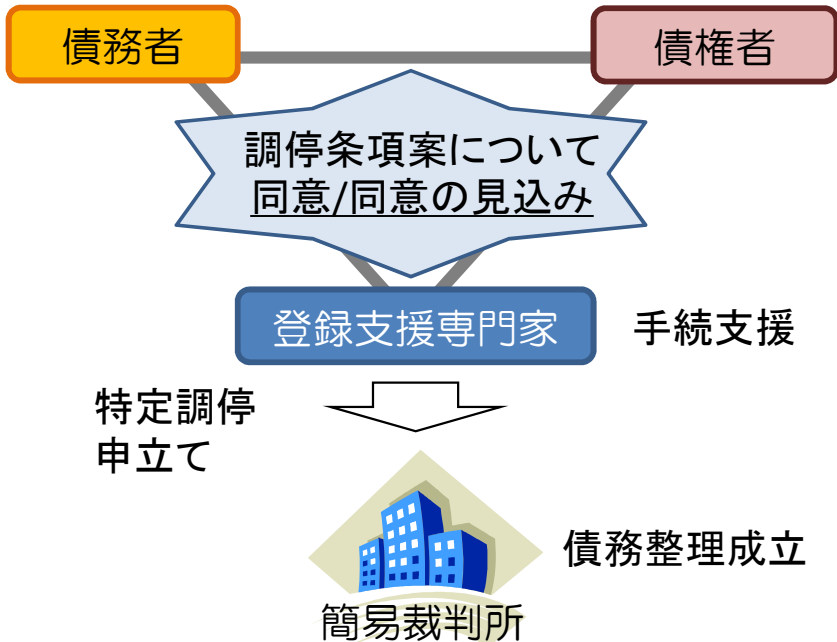 債務者
債権者
調停条項案について
同意/同意の見込み
登録支援専門家
手続支援
特定調停
申立て
債務整理成立
簡易裁判所